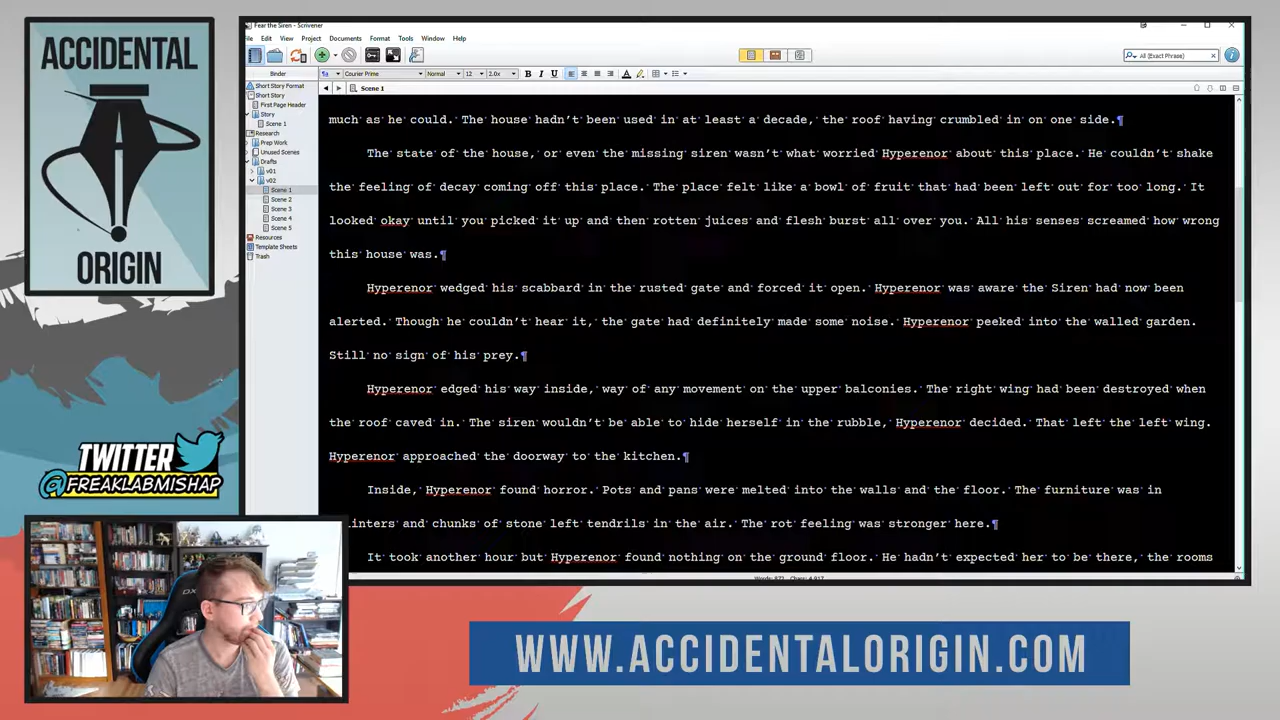 ACCIDENTAL
ORIGIN
TWITTER
@FREAKLABMISHAP
Fear the Siren - Scrivener
File Edit View Project Documents Format Tools Window Help
Courier Prime Normal 12 2.0x B I U A All (Exact Phrase)
Binder
Scene 1
Short Story Format
Short Story
First Page Header
Story
Scene 1
Research
Prep Work
Unused Scenes
Drafts
v01
v02
Scene 1
Scene 2
Scene 3
Scene 4
Scene 5
Resources
Template Sheets
Trash
much as he could. The house hadn't been used in at least a decade, the roof having crumbled in on one side.¶
The state of the house, or even the missing siren wasn't what worried Hyperenor about this place. He couldn't shake
the feeling of decay coming off this place. The place felt like a bowl of fruit that had been left out for too long. It
looked okay until you picked it up and then rotten juices and flesh burst all over you. All his senses screamed how wrong
this house was.¶
Hyperenor wedged his scabbard in the rusted gate and forced it open. Hyperenor was aware the Siren had now been
alerted. Though he couldn't hear it, the gate had definitely made some noise. Hyperenor peeked into the walled garden.
Still no sign of his prey.¶
Hyperenor edged his way inside, way of any movement on the upper balconies. The right wing had been destroyed when
the roof caved in. The siren wouldn't be able to hide herself in the rubble, Hyperenor decided. That left the left wing.
Hyperenor approached the doorway to the kitchen.¶
Inside, Hyperenor found horror. Pots and pans were melted into the walls and the floor. The furniture was in
inters and chunks of stone left tendrils in the air. The rot feeling was stronger here.¶
It took another hour but Hyperenor found nothing on the ground floor. He hadn't expected her to be there, the rooms
WWW.ACCIDENTALORIGIN.COM